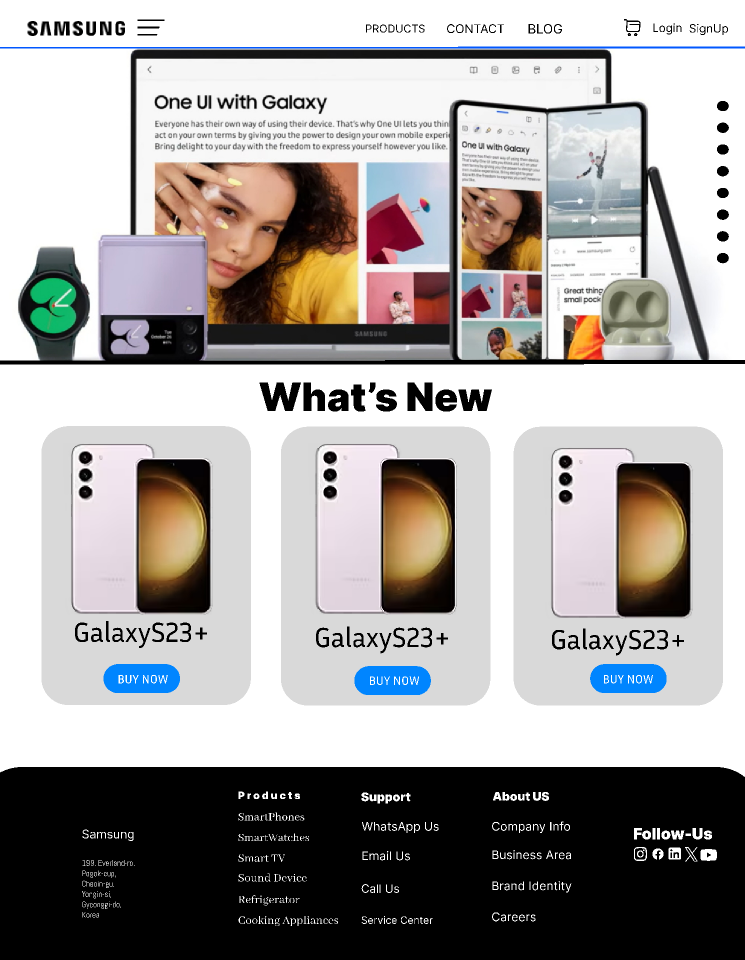 SAMSUNG
PRODUCTS CONTACT BLOG Login SignUp
One UI with Galaxy
Everyone has their own way of using their device. That's why One UI lets you thin
act on your own terms by giving you the power to design your own mobile experie
Bring delight to your day with the freedom to express yourself however you like.
One UI with Galaxy
www.samsung.com
Great thing
small pock
SAMSUNG
What's New
GalaxyS23+ GalaxyS23+ GalaxyS23+
BUY NOW BUY NOW BUY NOW
Samsung
199, Everland-ro,
Pogok-eup,
Cheoin-gu,
Yongin-si,
Gyeonggi-do,
Korea
Products
SmartPhones
SmartWatches
Smart TV
Sound Device
Refrigerator
Cooking Appliances
Support
WhatsApp Us
Email Us
Call Us
Service Center
About US
Company Info
Business Area
Brand Identity
Careers
Follow-Us